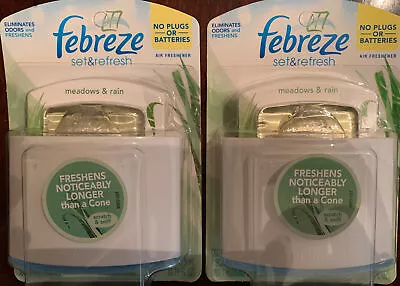 ELIMINATES
ODORS and
FRESHENS
febreze
set&refresh
NO PLUGS
OR
BATTERIES
AIR FRESHENER
meadows & rain
FRESHENS
NOTICEABLY
LONGER
than a Cone
scratch
& sniff!
ELIMINATES
ODORS and
FRESHENS
febreze
set&refresh
NO PLUGS
OR
BATTERIES
AIR FRESHENER
meadows & rain
FRESHENS
NOTICEABLY
LONGER
than a Cone
scratch
& sniff!